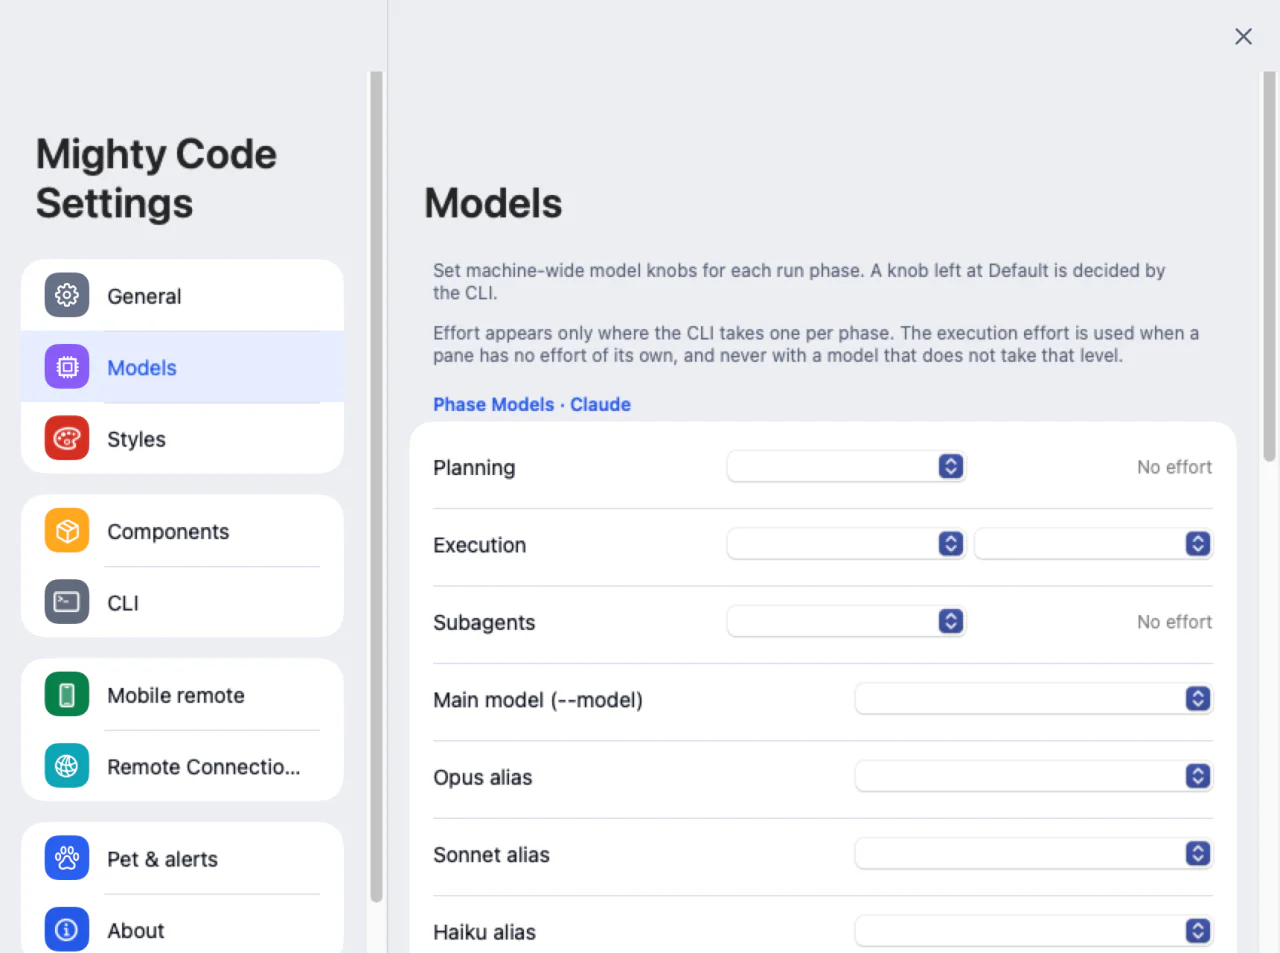 Mighty Code
Settings
General
Models
Styles
Components
CLI
Mobile remote
Remote Connectio...
Pet & alerts
About
Models
Set machine-wide model knobs for each run phase. A knob left at Default is decided by
the CLI.
Effort appears only where the CLI takes one per phase. The execution effort is used when a
pane has no effort of its own, and never with a model that does not take that level.
Phase Models · Claude
Planning
No effort
Execution
Subagents
No effort
Main model (--model)
Opus alias
Sonnet alias
Haiku alias